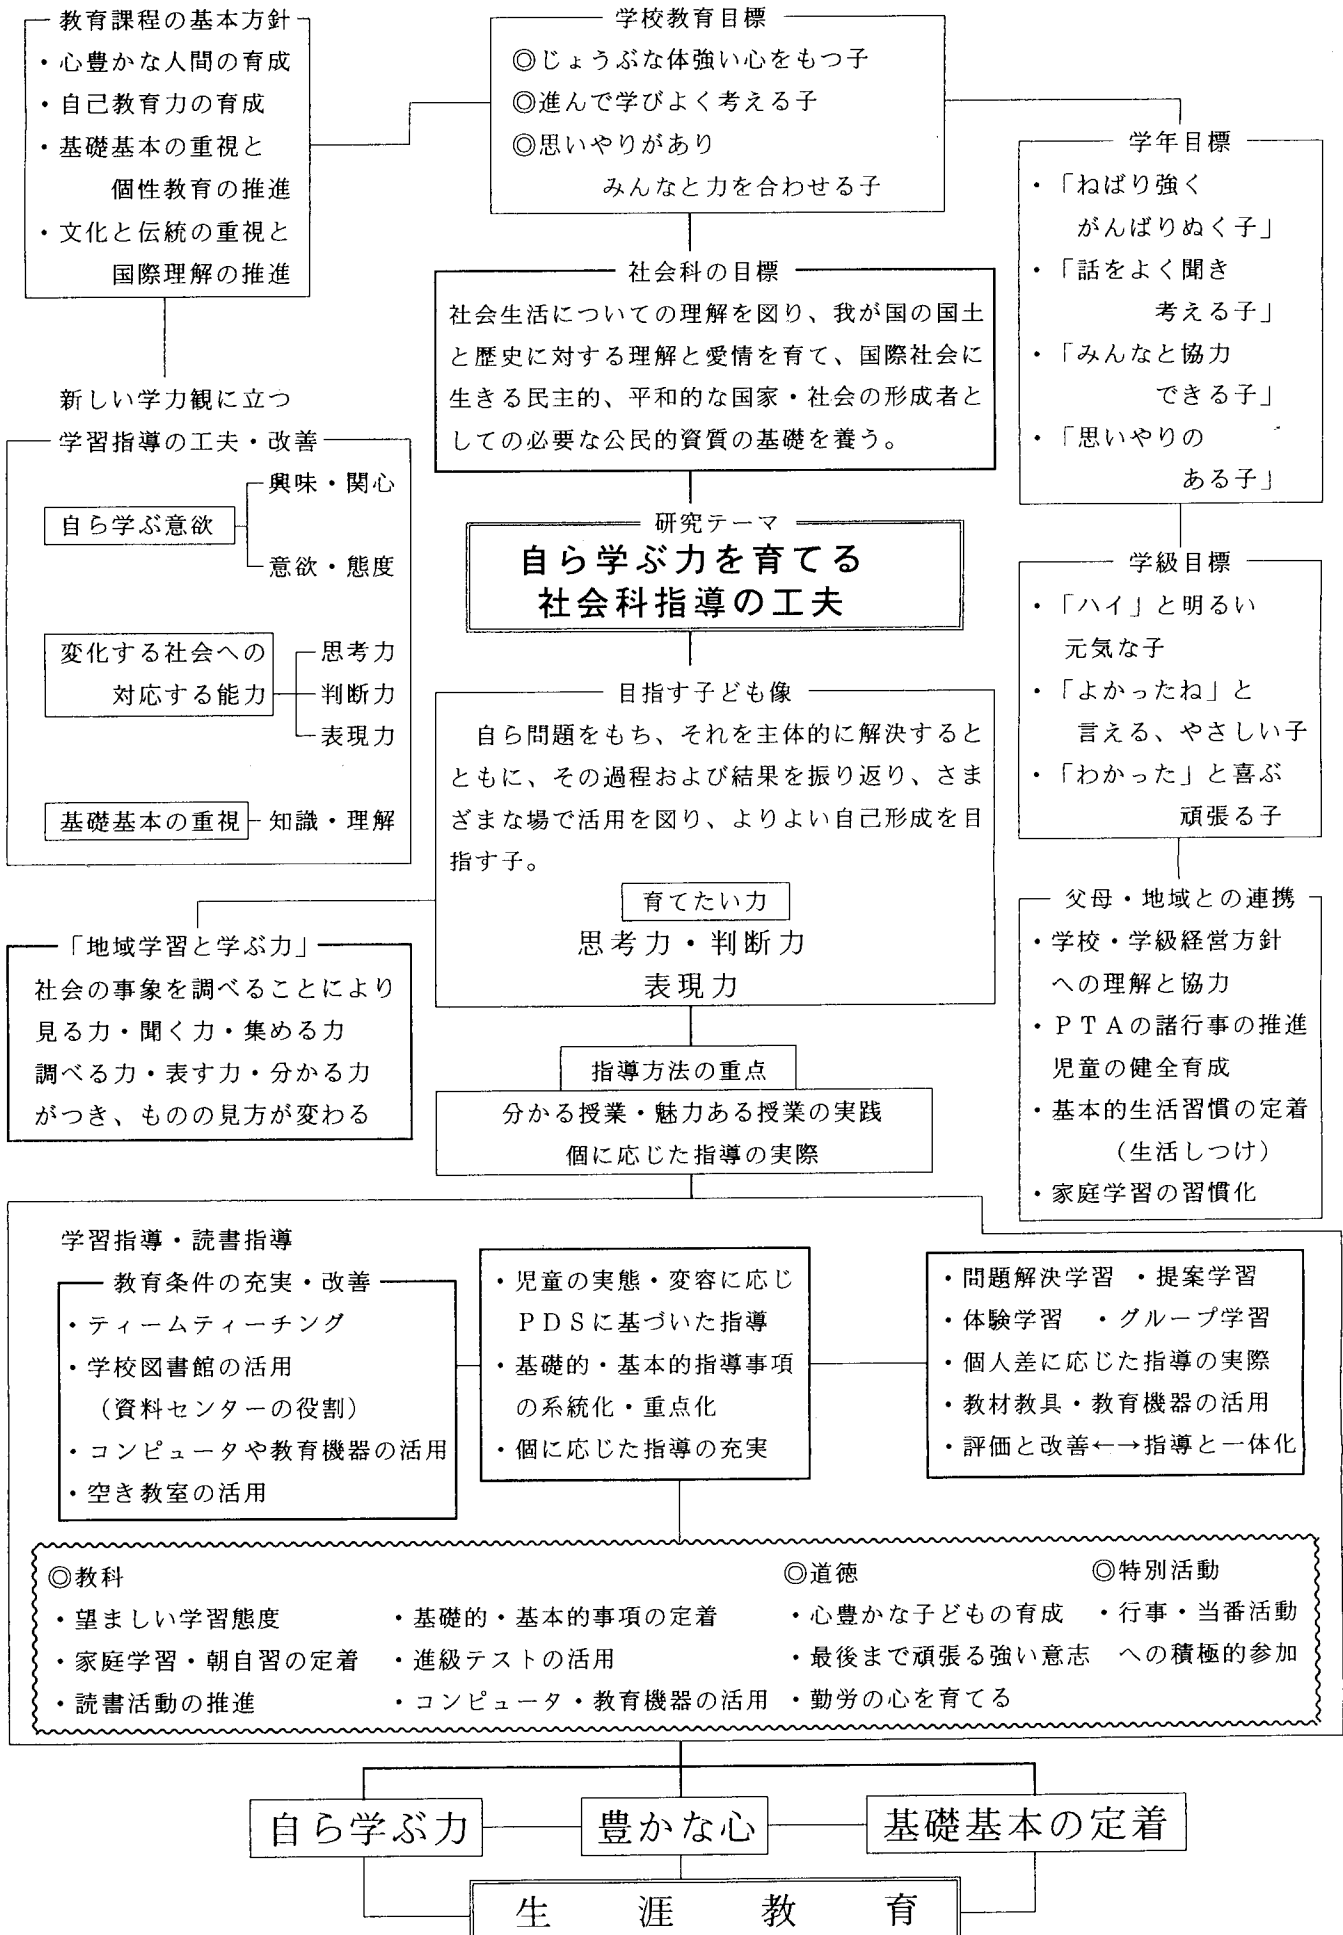 教育課程の基本方針
・心豊かな人間の育成
・自己教育力の育成
・基礎基本の重視と
個性教育の推進
・文化と伝統の重視と
国際理解の推進
学校教育目標
◎じょうぶな体強い心をもつ子
◎進んで学びよく考える子
◎思いやりがあり
みんなと力を合わせる子
学年目標
・「ねばり強く
がんばりぬく子」
・「話をよく聞き
考える子」
・「みんなと協力
できる子」
・「思いやりの
ある子」
社会科の目標
社会生活についての理解を図り、我が国の国土
と歴史に対する理解と愛情を育て、国際社会に
生きる民主的、平和的な国家・社会の形成者と
しての必要な公民的資質の基礎を養う。
新しい学力観に立つ
学習指導の工夫・改善
自ら学ぶ意欲
興味・関心
意欲・態度
変化する社会への
対応する能力
思考力
判断力
表現力
基礎基本の重視
知識・理解
研究テーマ
自ら学ぶ力を育てる
社会科指導の工夫
学級目標
・「ハイ」と明るい
元気な子
・「よかったね」と
言える、やさしい子
・「わかった」と喜ぶ
頑張る子
目指す子ども像
自ら問題をもち、それを主体的に解決すると
ともに、その過程および結果を振り返り、さま
ざまな場で活用を図り、よりよい自己形成を目
指す子。
育てたい力
思考力・判断力
表現力
「地域学習と学ぶ力」
社会の事象を調べることにより
見る力・聞く力・集める力
調べる力・表す力・分かる力
がつき、ものの見方が変わる
父母・地域との連携
・学校・学級経営方針
への理解と協力
・PTAの諸行事の推進
児童の健全育成
・基本的生活習慣の定着
(生活しつけ)
・家庭学習の習慣化
指導方法の重点
分かる授業・魅力ある授業の実践
個に応じた指導の実際
学習指導・読書指導
教育条件の充実・改善
・ティームティーチング
・学校図書館の活用
(資料センターの役割)
・コンピュータや教育機器の活用
・空き教室の活用
・児童の実態・変容に応じ
PDSに基づいた指導
・基礎的・基本的指導事項
の系統化・重点化
・個に応じた指導の充実
・問題解決学習 ・提案学習
・体験学習 ・グループ学習
・個人差に応じた指導の実際
・教材教具・教育機器の活用
・評価と改善←→指導と一体化
◎教科
・望ましい学習態度
・家庭学習・朝自習の定着
・読書活動の推進
・基礎的・基本的事項の定着
・進級テストの活用
・コンピュータ・教育機器の活用
◎道徳
・心豊かな子どもの育成
・最後まで頑張る強い意志
・勤労の心を育てる
◎特別活動
・行事・当番活動
への積極的参加
自ら学ぶ力
豊かな心
基礎基本の定着
生涯教育